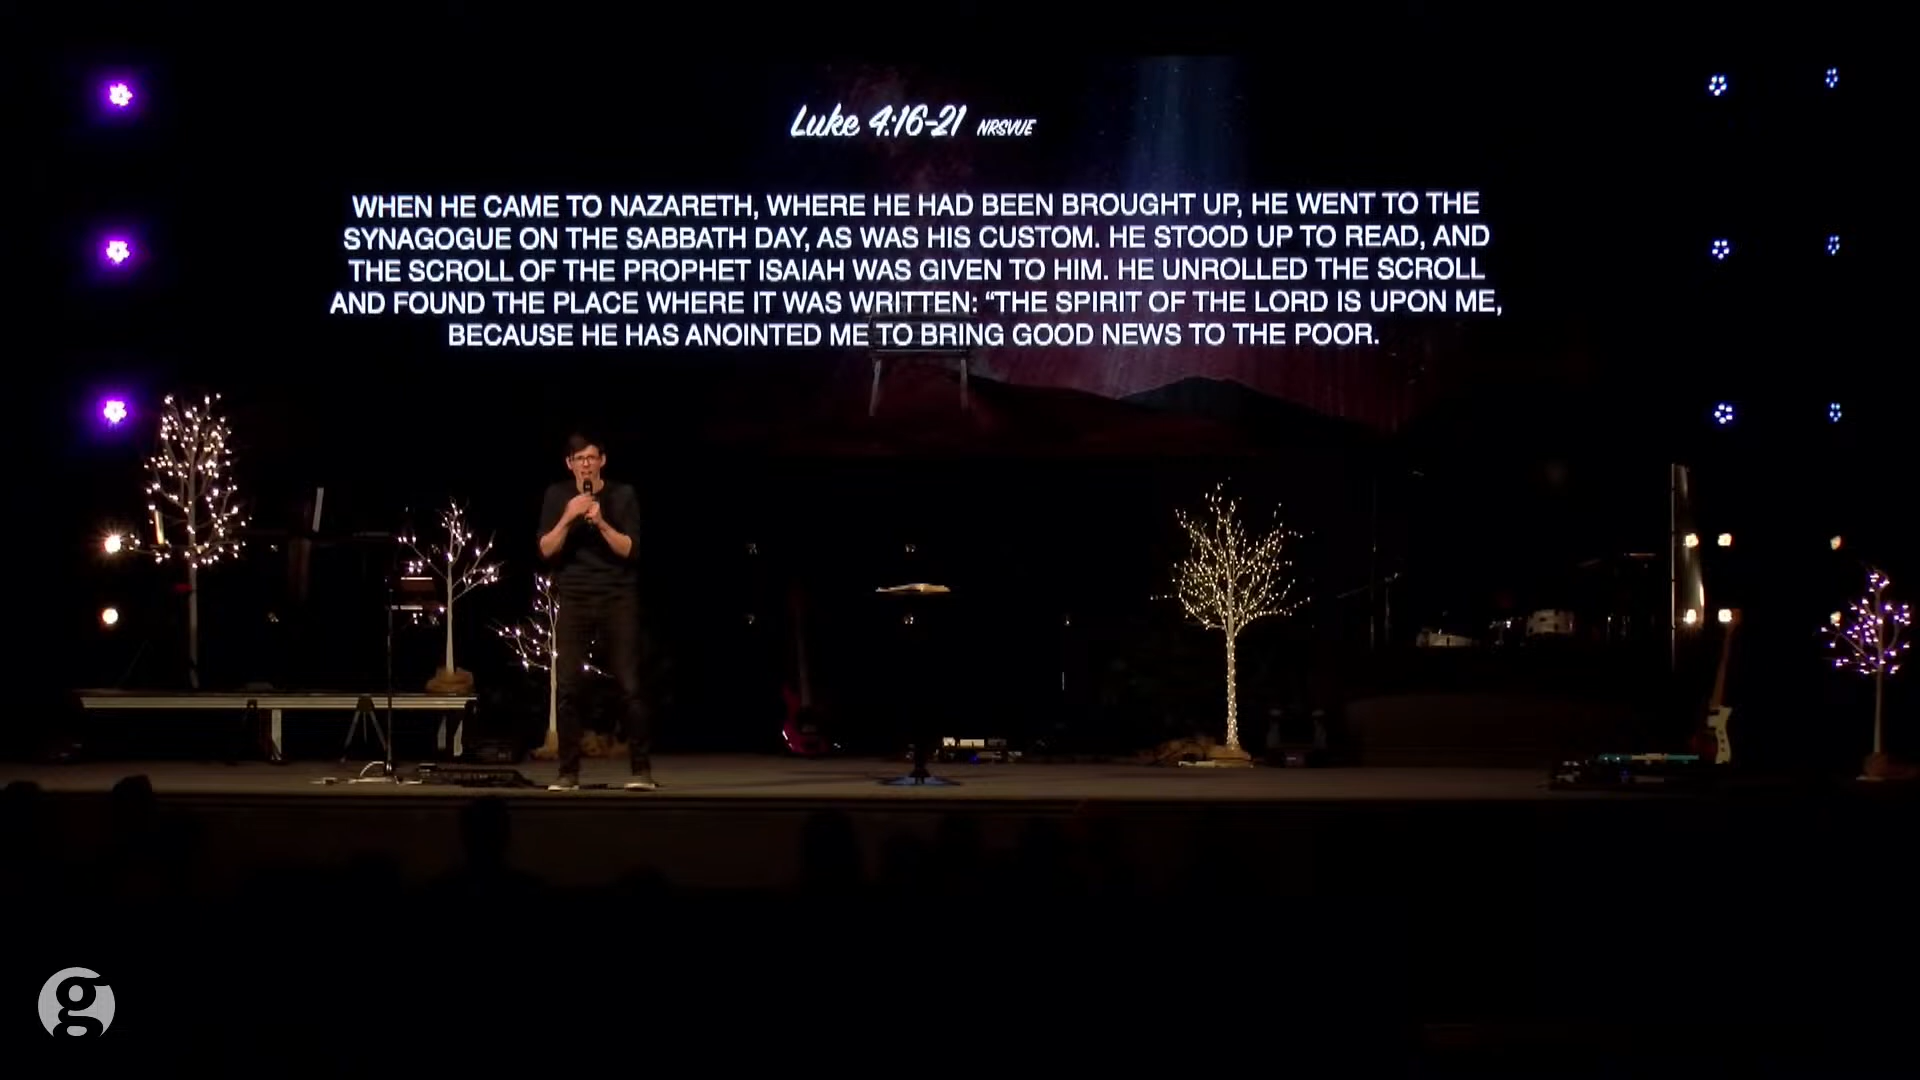 Luke 4:16-21 NRSVUE
WHEN HE CAME TO NAZARETH, WHERE HE HAD BEEN BROUGHT UP, HE WENT TO THE
SYNAGOGUE ON THE SABBATH DAY, AS WAS HIS CUSTOM. HE STOOD UP TO READ, AND
THE SCROLL OF THE PROPHET ISAIAH WAS GIVEN TO HIM. HE UNROLLED THE SCROLL
AND FOUND THE PLACE WHERE IT WAS WRITTEN: “THE SPIRIT OF THE LORD IS UPON ME,
BECAUSE HE HAS ANOINTED ME TO BRING GOOD NEWS TO THE POOR.
g